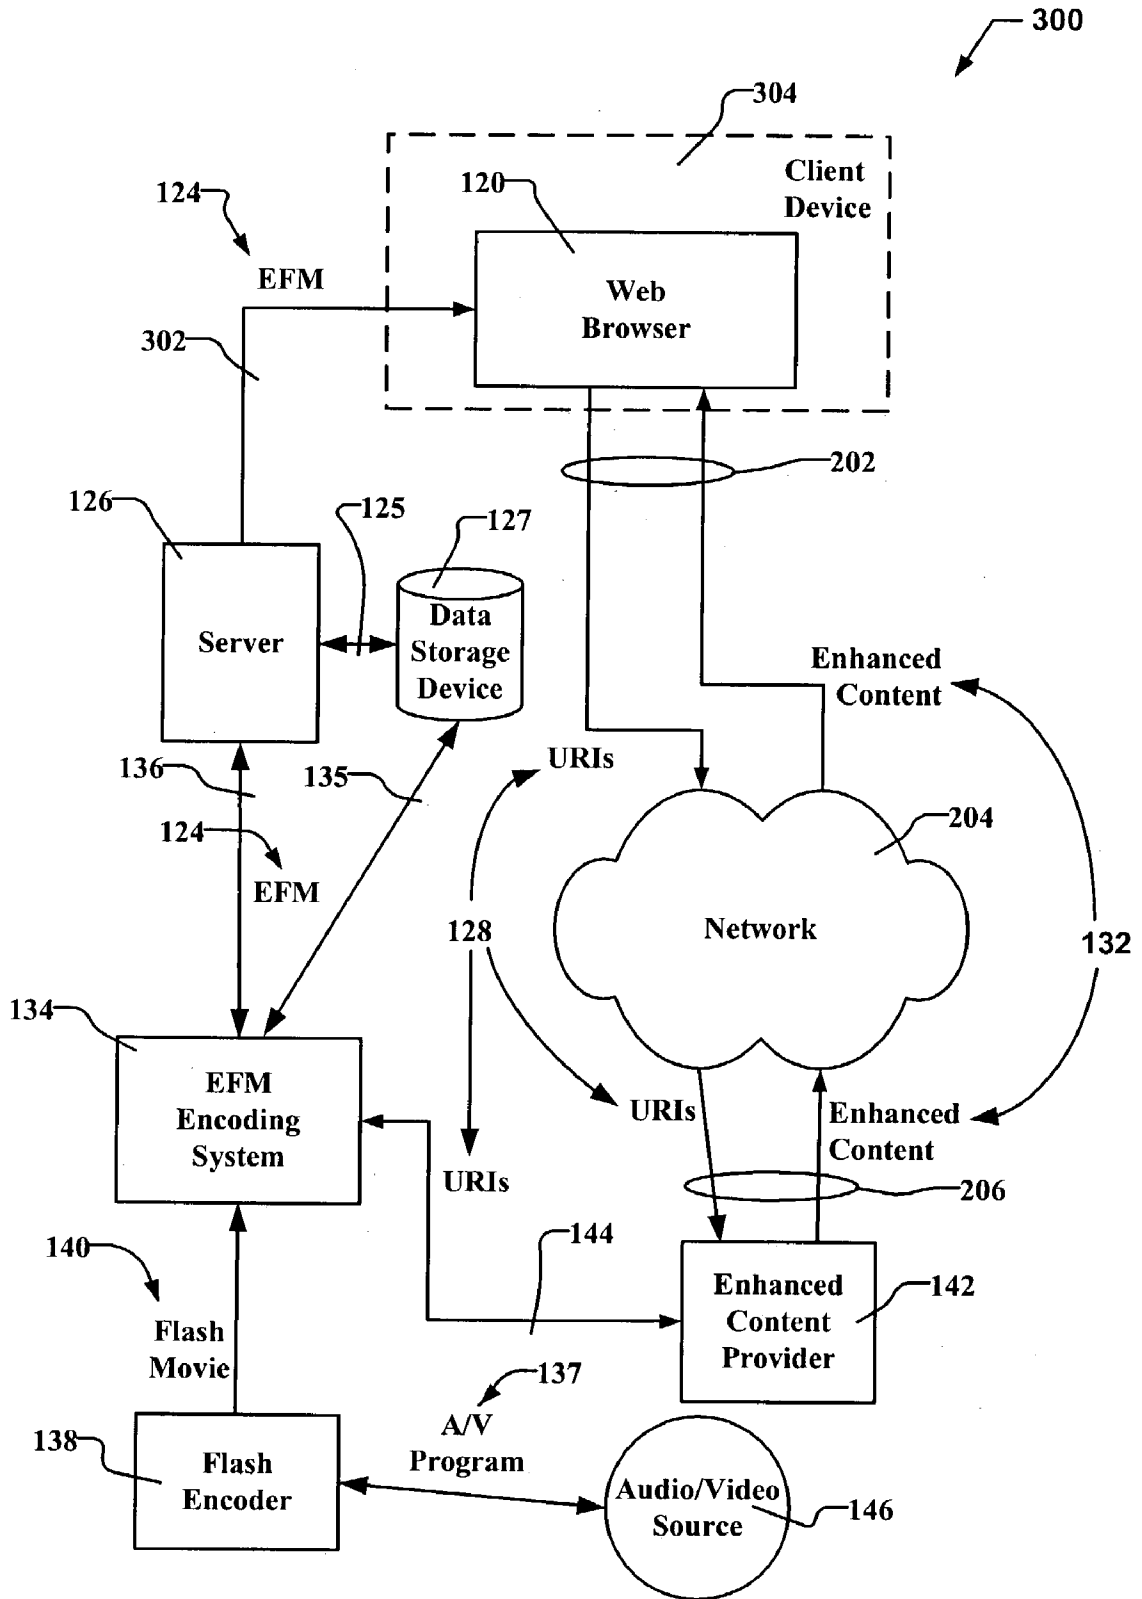 300
304
Client
Device
120
124
EFM
Web
Browser
302
202
126
125
127
Server
Data
Storage
Device
Enhanced
Content
136
135
URIs
124
EFM
204
128
Network
132
134
EFM
Encoding
System
URIs
Enhanced
Content
URIs
206
140
144
Flash
Movie
Enhanced
Content
Provider
142
137
A/V
Program
138
Flash
Encoder
Audio/Video
Source
146